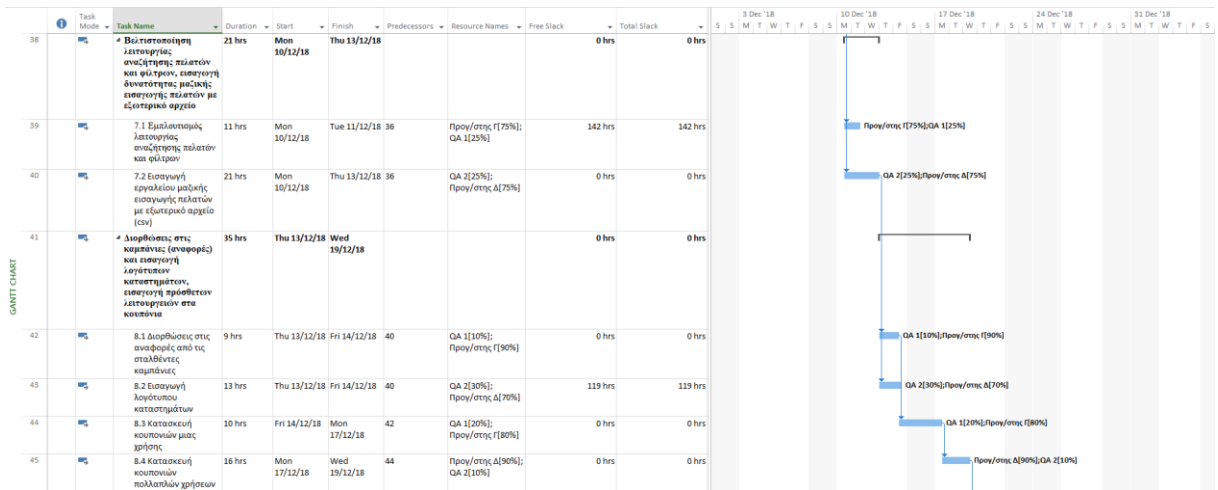 GANTT CHART
Task Mode Task Name Duration Start Finish Predecessors Resource Names Free Slack Total Slack
3 Dec '18 10 Dec '18 17 Dec '18 24 Dec '18 31 Dec '18
S S M T W T F S S M T W T F S S M T W T F S S M T W T F S S M T W T F S
38 Βελτιστοποίηση 21 hrs Mon Thu 13/12/18 0 hrs 0 hrs
λειτουργίας 10/12/18
αναζήτησης πελατών
και φίλτρων, εισαγωγή
δυνατότητας μαζικής
εισαγωγής πελατών με
εξωτερικό αρχείο
39 7.1 Εμπλουτισμός 11 hrs Mon Tue 11/12/18 36 Προγ/στης Γ[75%]; 142 hrs 142 hrs Προγ/στης Γ[75%];QA 1[25%]
λειτουργίας 10/12/18 QA 1[25%]
αναζήτησης πελατών
και φίλτρων
40 7.2 Εισαγωγή 21 hrs Mon Thu 13/12/18 36 QA 2[25%]; 0 hrs 0 hrs QA 2[25%];Προγ/στης Δ[75%]
εργαλείου μαζικής 10/12/18 Προγ/στης Δ[75%]
εισαγωγής πελατών
με εξωτερικό αρχείο
(csv)
41 Διορθώσεις στις 35 hrs Thu 13/12/18 Wed 0 hrs 0 hrs
καμπάνιες (αναφορές) 19/12/18
και εισαγωγή
λογότυπων
καταστημάτων,
εισαγωγή πρόσθετων
λειτουργειών στα
κουπόνια
42 8.1 Διορθώσεις στις 9 hrs Thu 13/12/18 Fri 14/12/18 40 QA 1[10%]; 0 hrs 0 hrs QA 1[10%];Προγ/στης Γ[90%]
αναφορές από τις Προγ/στης Γ[90%]
σταλθέντες
καμπάνιες
43 8.2 Εισαγωγή 13 hrs Thu 13/12/18 Fri 14/12/18 40 QA 2[30%]; 119 hrs 119 hrs QA 2[30%];Προγ/στης Δ[70%]
λογότυπου Προγ/στης Δ[70%]
καταστημάτων
44 8.3 Κατασκευή 10 hrs Fri 14/12/18 Mon 42 QA 1[20%]; 0 hrs 0 hrs QA 1[20%];Προγ/στης Γ[80%]
κουπονιών μιας 17/12/18 Προγ/στης Γ[80%]
χρήσης
45 8.4 Κατασκευή 16 hrs Mon Wed 44 Προγ/στης Δ[90%]; 0 hrs 0 hrs Προγ/στης Δ[90%];QA 2[10%]
κουπονιών 17/12/18 19/12/18 QA 2[10%]
πολλαπλών χρήσεων